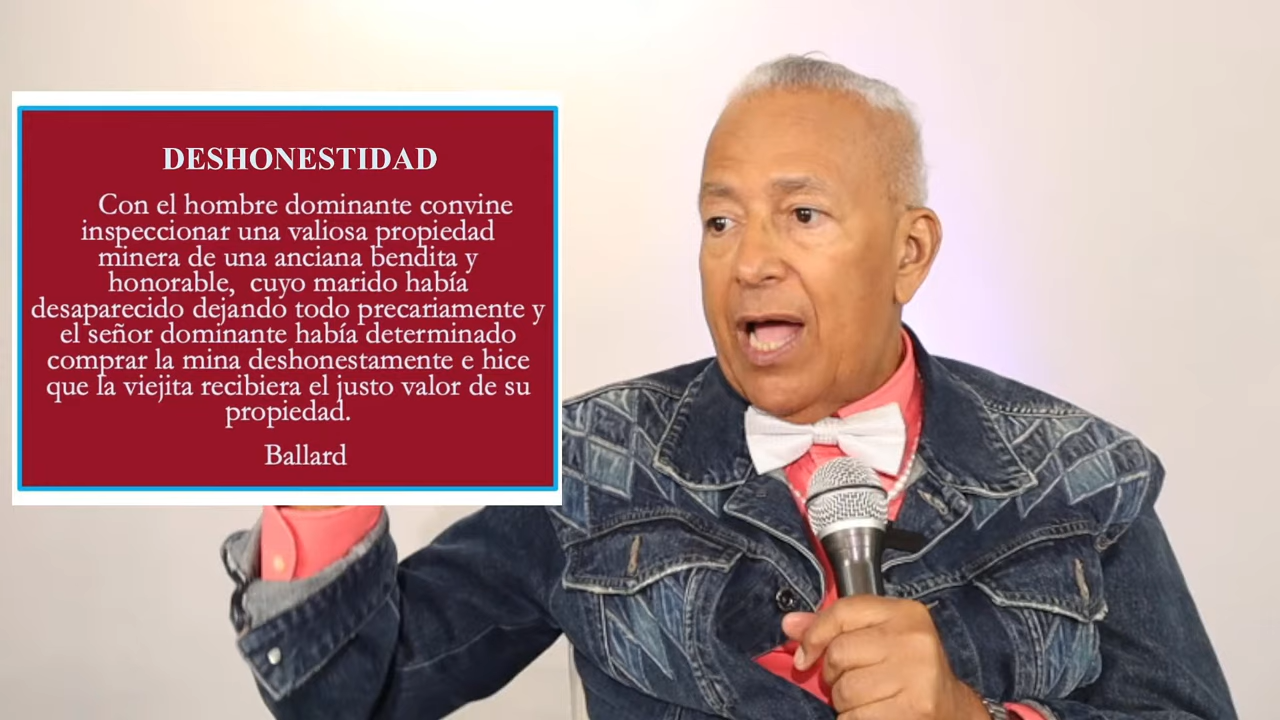 DESHONESTIDAD
Con el hombre dominante convine
inspeccionar una valiosa propiedad
minera de una anciana bendita y
honorable, cuyo marido había
desaparecido dejando todo precariamente y
el señor dominante había determinado
comprar la mina deshonestamente e hice
que la viejita recibiera el justo valor de su
propiedad.
Ballard